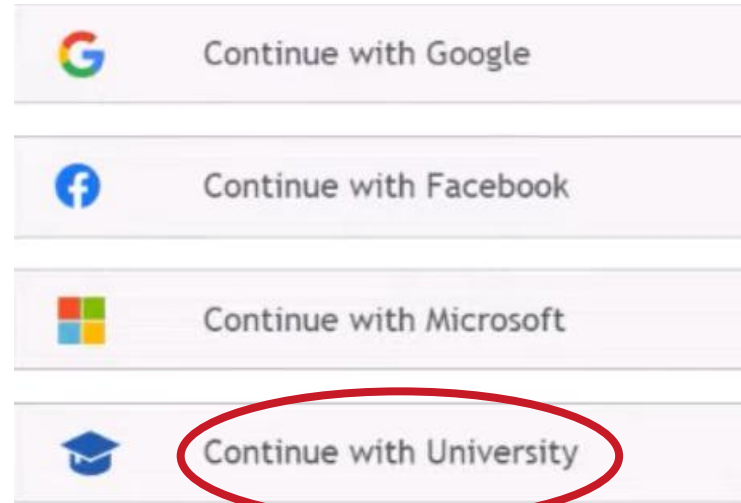 Continue with Google
Continue with Facebook
Continue with Microsoft
Continue with University